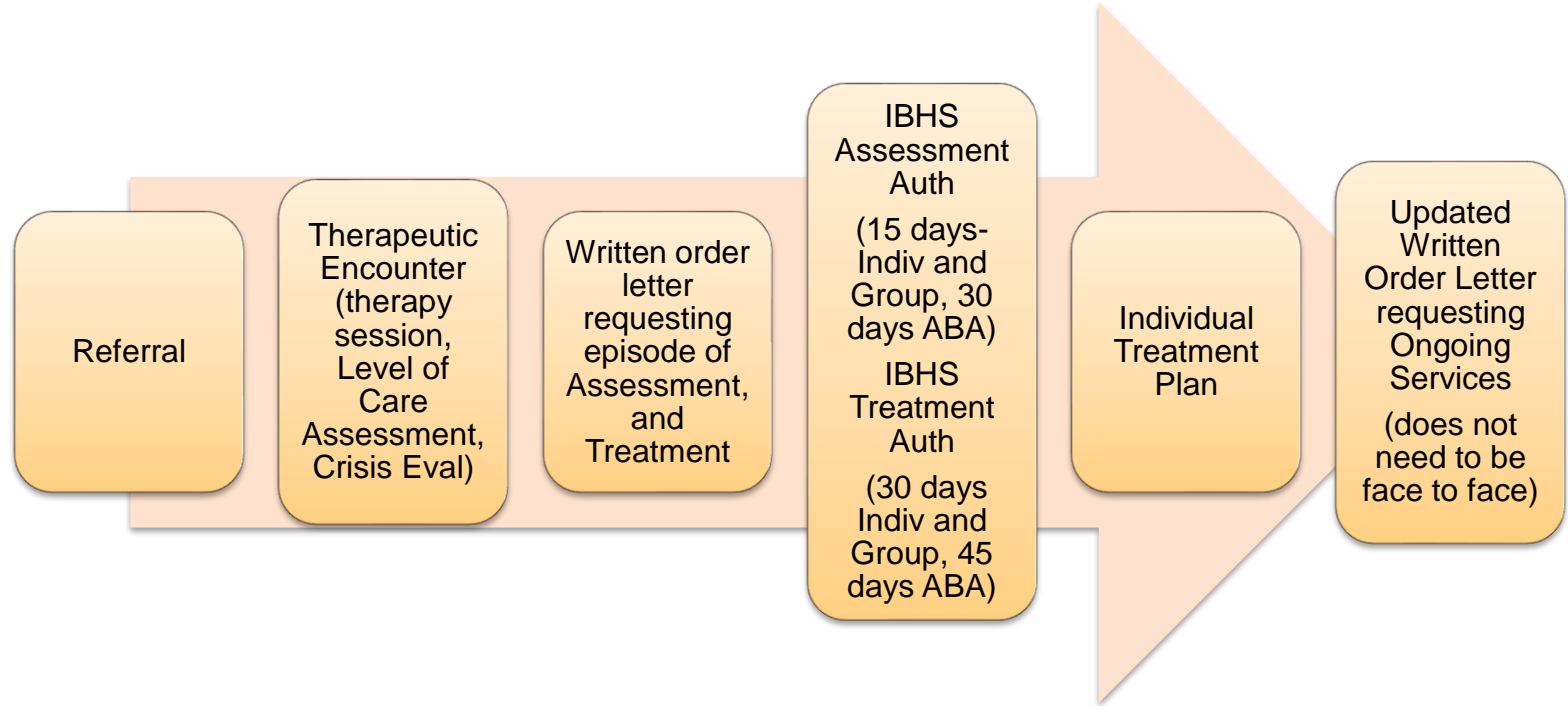 Referral
Therapeutic
Encounter
(therapy
session,
Level of
Care
Assessment,
Crisis Eval)
Written order
letter
requesting
episode of
Assessment,
and
Treatment
IBHS
Assessment
Auth
(15 days-
Indiv and
Group, 30
days ABA)
IBHS
Treatment
Auth
(30 days
Indiv and
Group, 45
days ABA)
Individual
Treatment
Plan
Updated
Written
Order Letter
requesting
Ongoing
Services
(does not
need to be
face to face)